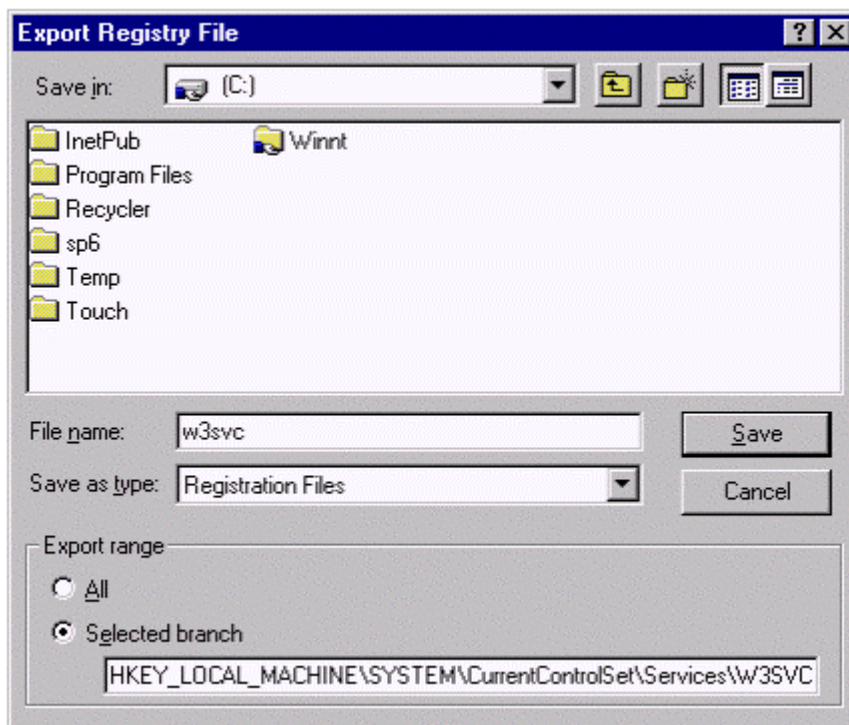 Export Registry File
Save in: (C:)
InetPub Winnt
Program Files
Recycler
sp6
Temp
Touch
File name: w3svc Save
Save as type: Registration Files Cancel
Export range
All
Selected branch
HKEY_LOCAL_MACHINE\SYSTEM\CurrentControlSet\Services\W3SVC